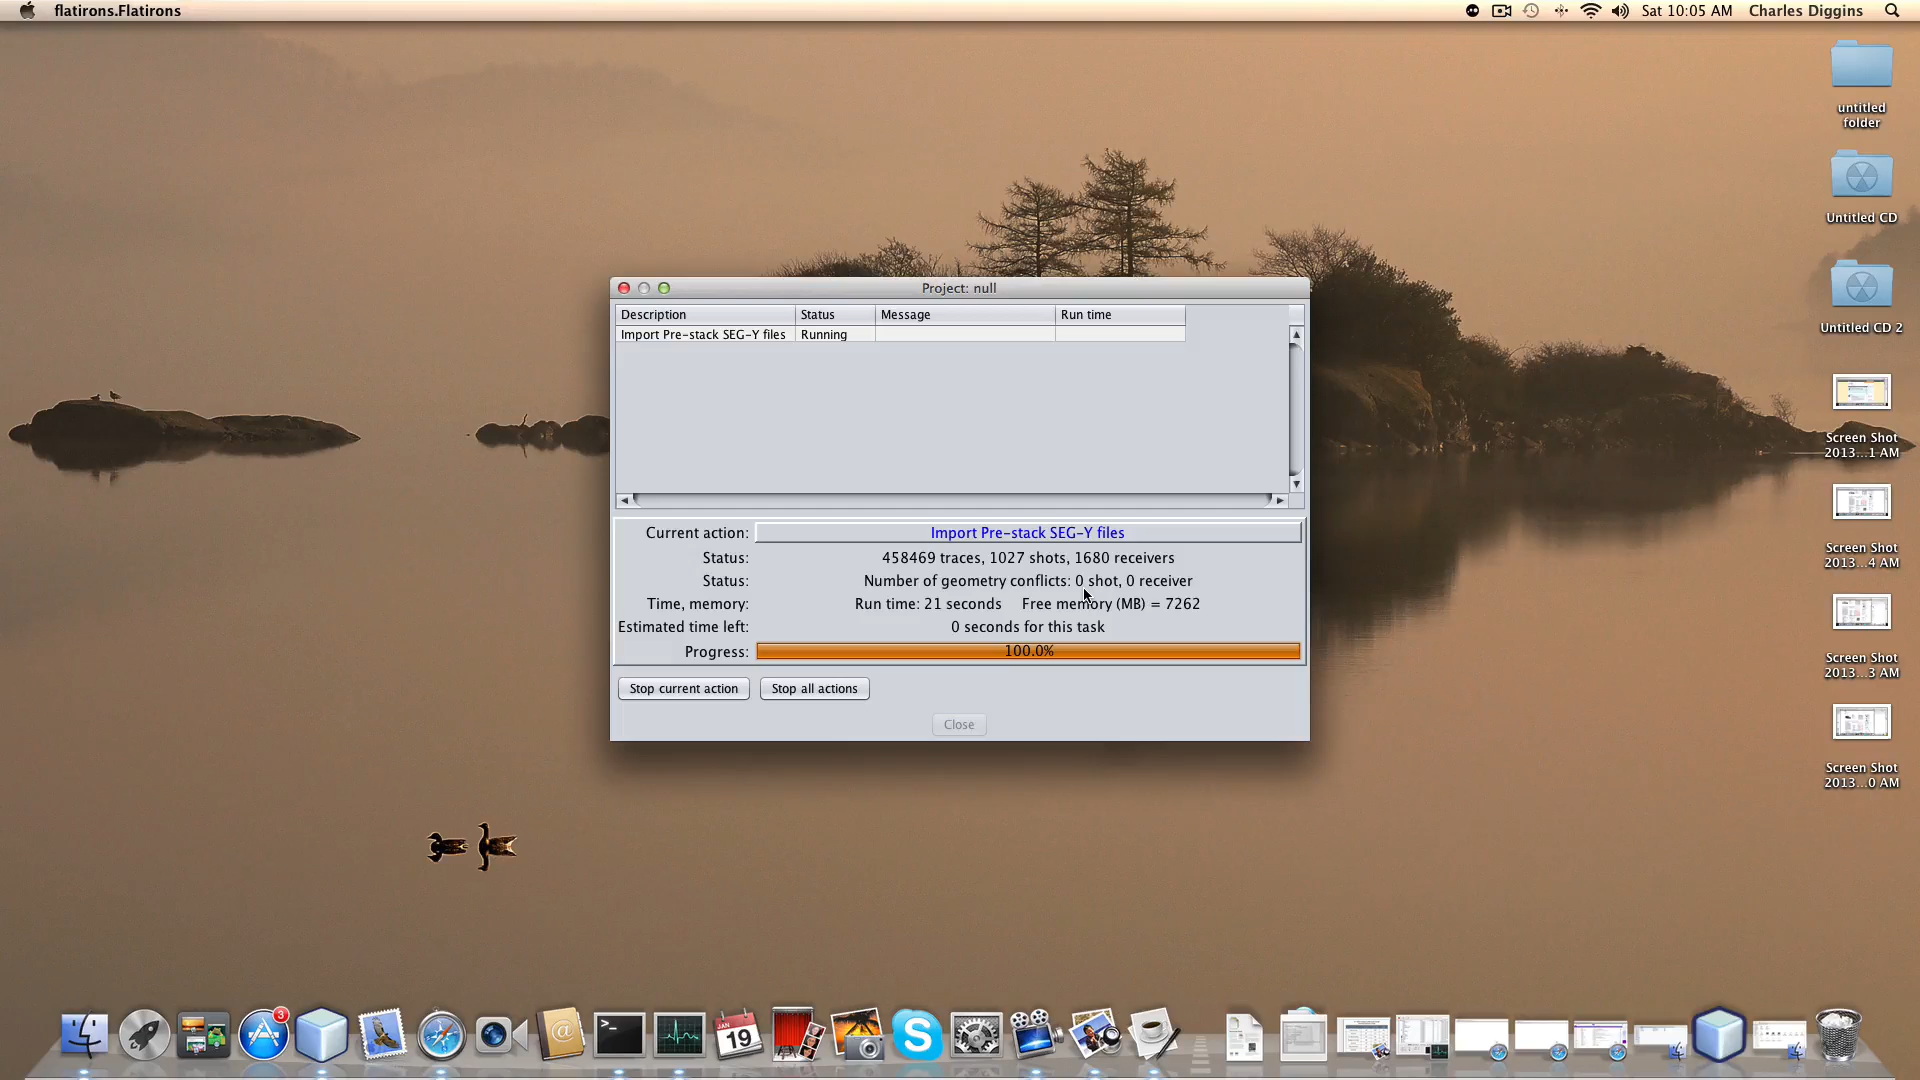 flatirons.Flatirons
Sat 10:05 AM
Charles Diggins
untitled
folder
Untitled CD
Untitled CD 2
Screen Shot
2013...1 AM
Screen Shot
2013...4 AM
Screen Shot
2013...3 AM
Screen Shot
2013...0 AM
Project: null
Description Status Message Run time
Import Pre-stack SEG-Y files Running
Current action: Import Pre-stack SEG-Y files
Status: 458469 traces, 1027 shots, 1680 receivers
Status: Number of geometry conflicts: 0 shot, 0 receiver
Time, memory: Run time: 21 seconds Free memory (MB) = 7262
Estimated time left: 0 seconds for this task
Progress: 100.0%
Stop current action Stop all actions
Close
3
JAN
19